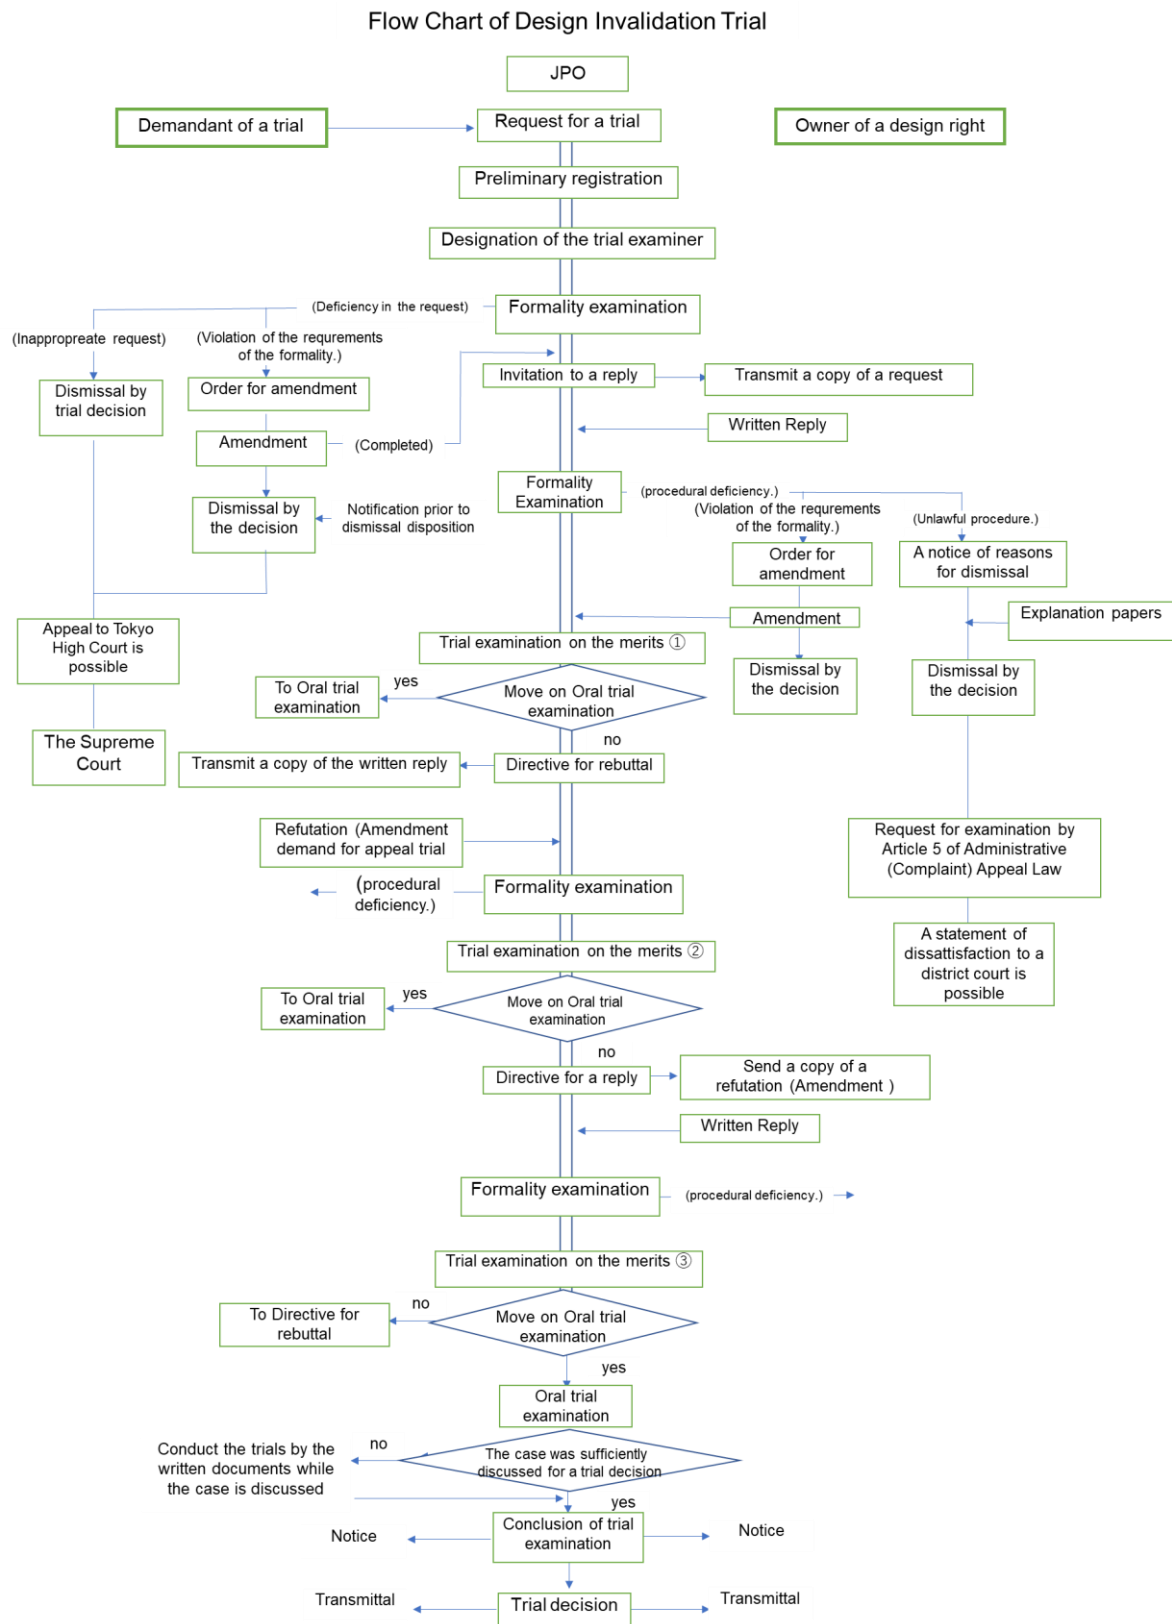 Flow Chart of Design Invalidation Trial
JPO
Demandant of a trial
Request for a trial
Owner of a design right
Preliminary registration
Designation of the trial examiner
(Deficiency in the request)
Formality examination
(Inappropreate request)
(Violation of the requrements
of the formality.)
Dismissal by
trial decision
Order for amendment
Invitation to a reply
Transmit a copy of a request
Amendment
(Completed)
Written Reply
Formality
Examination
(procedural deficiency.)
(Violation of the requrements
of the formality.)
(Unlawful procedure.)
Dismissal by
the decision
Notification prior to
dismissal disposition
Order for
amendment
A notice of reasons
for dismissal
Amendment
Explanation papers
Appeal to Tokyo
High Court is
possible
Trial examination on the merits ①
Dismissal by
the decision
Dismissal by
the decision
To Oral trial
examination
yes
Move on Oral trial
examination
no
The Supreme
Court
Transmit a copy of the written reply
Directive for rebuttal
Refutation (Amendment
demand for appeal trial
Request for examination by
Article 5 of Administrative
(Complaint) Appeal Law
(procedural
deficiency.)
Formality examination
A statement of
dissattisfaction to a
district court is
possible
Trial examination on the merits ②
To Oral trial
examination
yes
Move on Oral trial
examination
no
Directive for a reply
Send a copy of a
refutation (Amendment )
Written Reply
Formality examination
(procedural deficiency.)
Trial examination on the merits ③
To Directive for
rebuttal
no
Move on Oral trial
examination
yes
Oral trial
examination
Conduct the trials by the
written documents while
the case is discussed
no
The case was sufficiently
discussed for a trial decision
yes
Notice
Conclusion of trial
examination
Notice
Transmittal
Trial decision
Transmittal